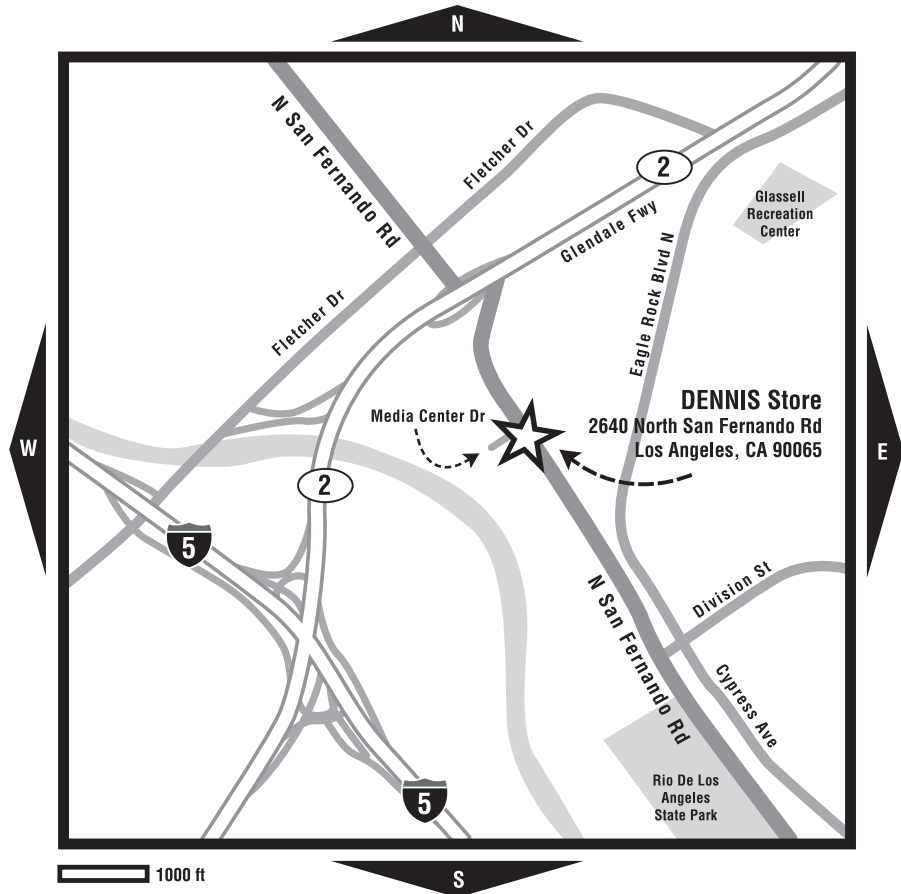 N
N San Fernando Rd
Fletcher Dr
2
Glassell
Recreation
Center
Glendale Fwy
Eagle Rock Blvd N
Fletcher Dr
W
E
DENNIS Store
2640 North San Fernando Rd
Los Angeles, CA 90065
Media Center Dr
2
5
Division St
N San Fernando Rd
Cypress Ave
Rio De Los
Angeles
State Park
5
1000 ft
S